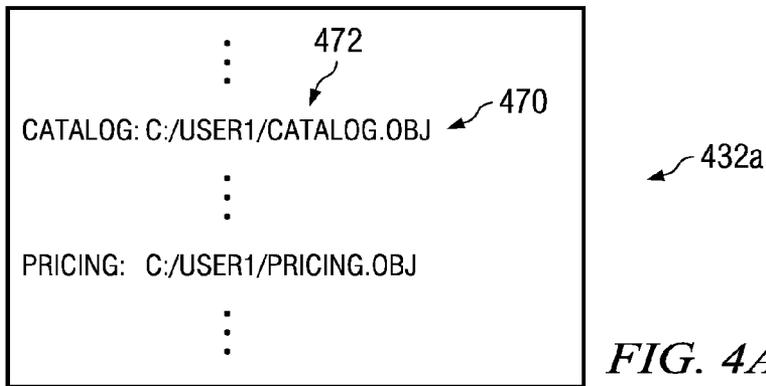 472
470
CATALOG: C:/USER1/CATALOG.OBJ
432a
PRICING: C:/USER1/PRICING.OBJ
FIG. 4A